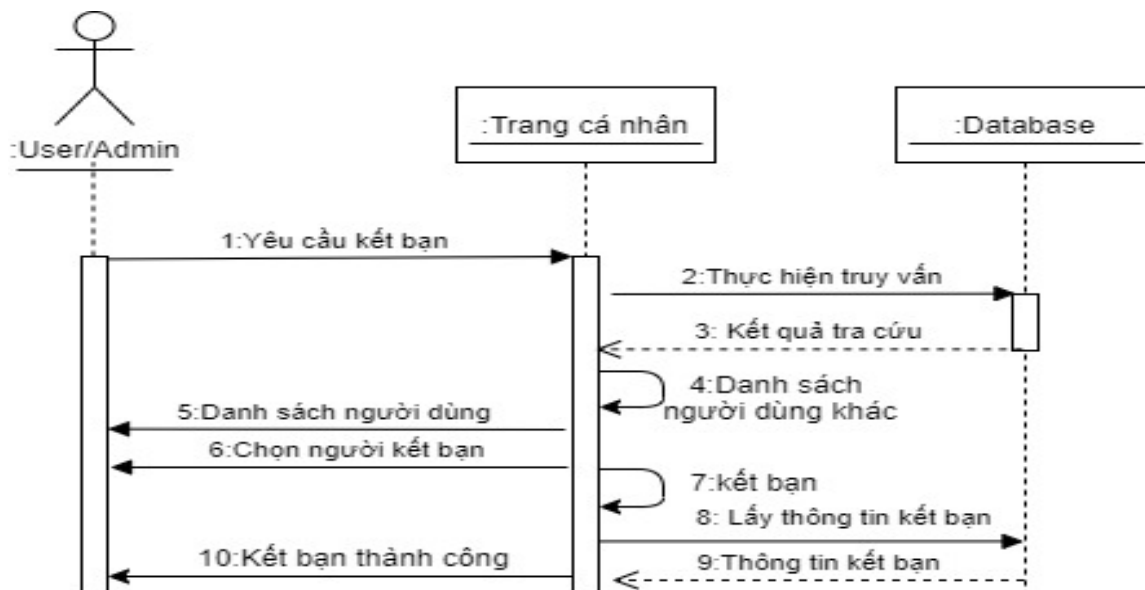 :User/Admin
:Trang cá nhân
:Database
1:Yêu cầu kết bạn
2:Thực hiện truy vấn
3: Kết quả tra cứu
4:Danh sách
người dùng khác
5:Danh sách người dùng
6:Chọn người kết bạn
7:kết bạn
8: Lấy thông tin kết bạn
9:Thông tin kết bạn
10:Kết bạn thành công